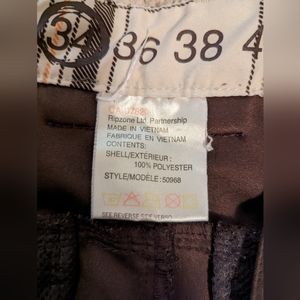 34 36 38 4
Ripzone Ltd. Partnership
MADE IN VIETNAM
FABRIQUÉ EN VIETNAM
CONTENTS:
SHELL/EXTÉRIEUR:
100% POLYESTER
STYLE/MODÈLE: 50968
SEE REVERSE SEE VERSO